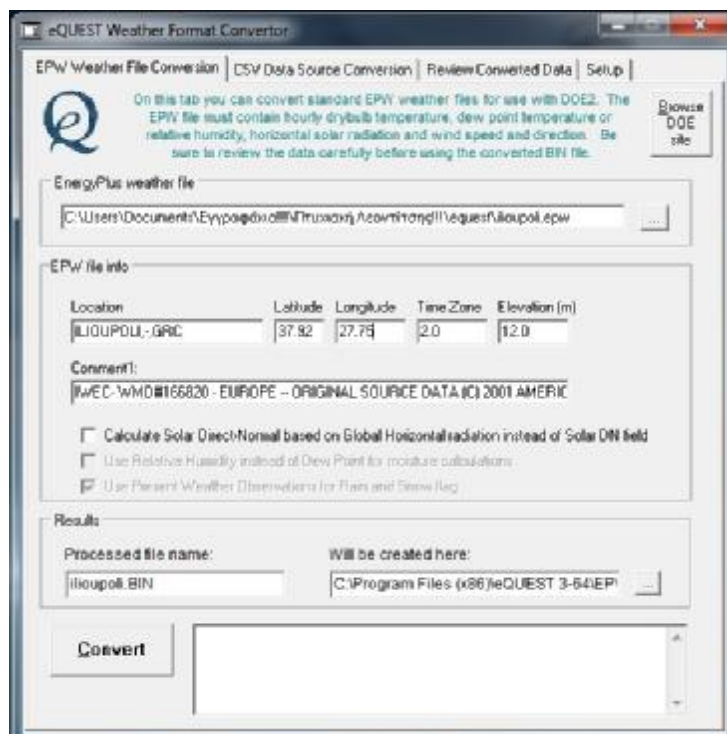 eQUEST Weather Format Convertor
EPW Weather File Conversion CSV Data Source Conversion Review Converted Data Setup
On this tab you can convert standard EPW weather files for use with DOE2. The
EPW file must contain hourly drybulb temperature, dew point temperature or
relative humidity, horizontal solar radiation and wind speed and direction. Be
sure to review the data carefully before using the converted BIN file.
Browse
DOE
site
EnergyPlus weather file
C:\Users\Documents\ ...
EPW file info
Location Latitude Longitude Time Zone Elevation (m)
ILIOUPOLI,-,GRC 37.92 27.75 2.0 12.0
Comment1:
IWEC- WMO#166820 - EUROPE -- ORIGINAL SOURCE DATA (C) 2001 AMERIC
Calculate Solar Direct-Normal based on Global Horizontal radiation instead of Solar DN field
Use Relative Humidity instead of Dew Point for moisture calculations
Use Present Weather Observations for Rain and Snow flag
Results
Processed file name: Will be created here:
ilioupoli.BIN C:\Program Files (x86)\eQUEST 3-64\EP\ ...
Convert